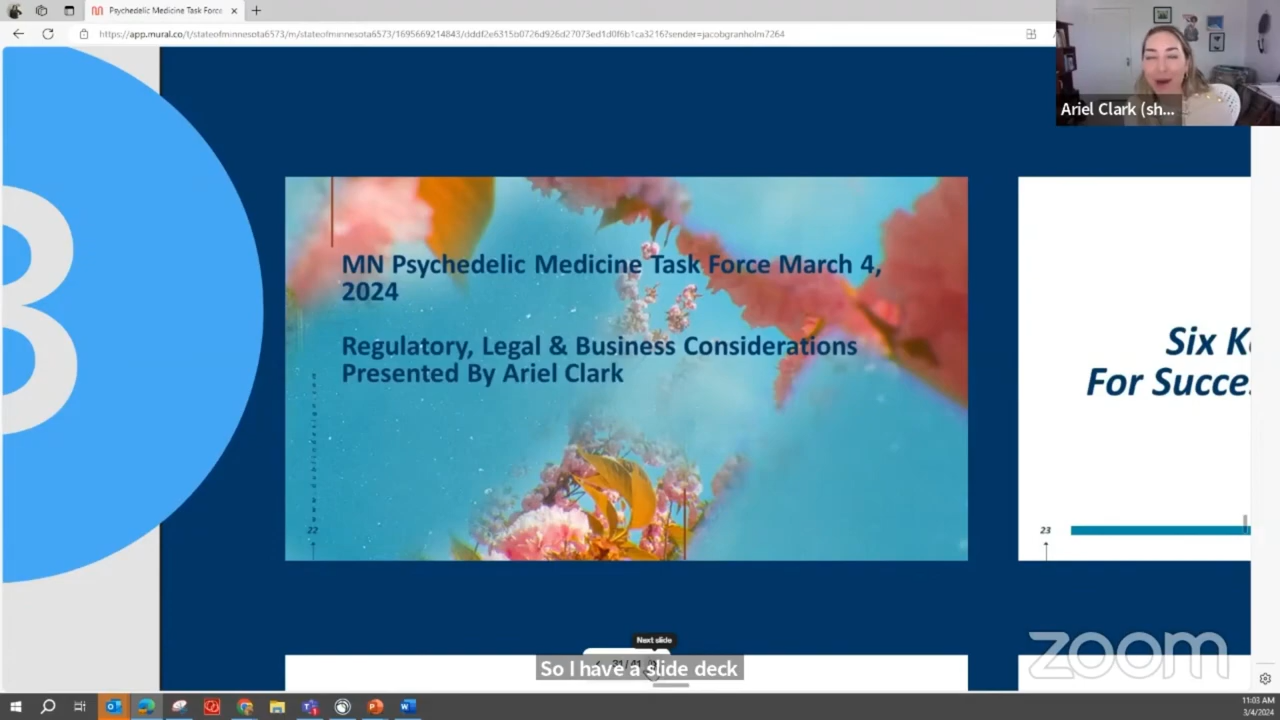 Psychedelic Medicine Task Force
https://app.mural.co/t/stateofminnesota6573/m/stateofminnesota6573/1695669214843/dddf2e6315b0726d926d27073ed1d0f6b1ca3216?sender=jacobgranholm7264
Ariel Clark (sh...
3
MN Psychedelic Medicine Task Force March 4,
2024
Regulatory, Legal & Business Considerations
Presented By Ariel Clark
22
Six K
For Succe
23
Next slide
So I have a slide deck
zoom
11:03 AM
3/4/2024